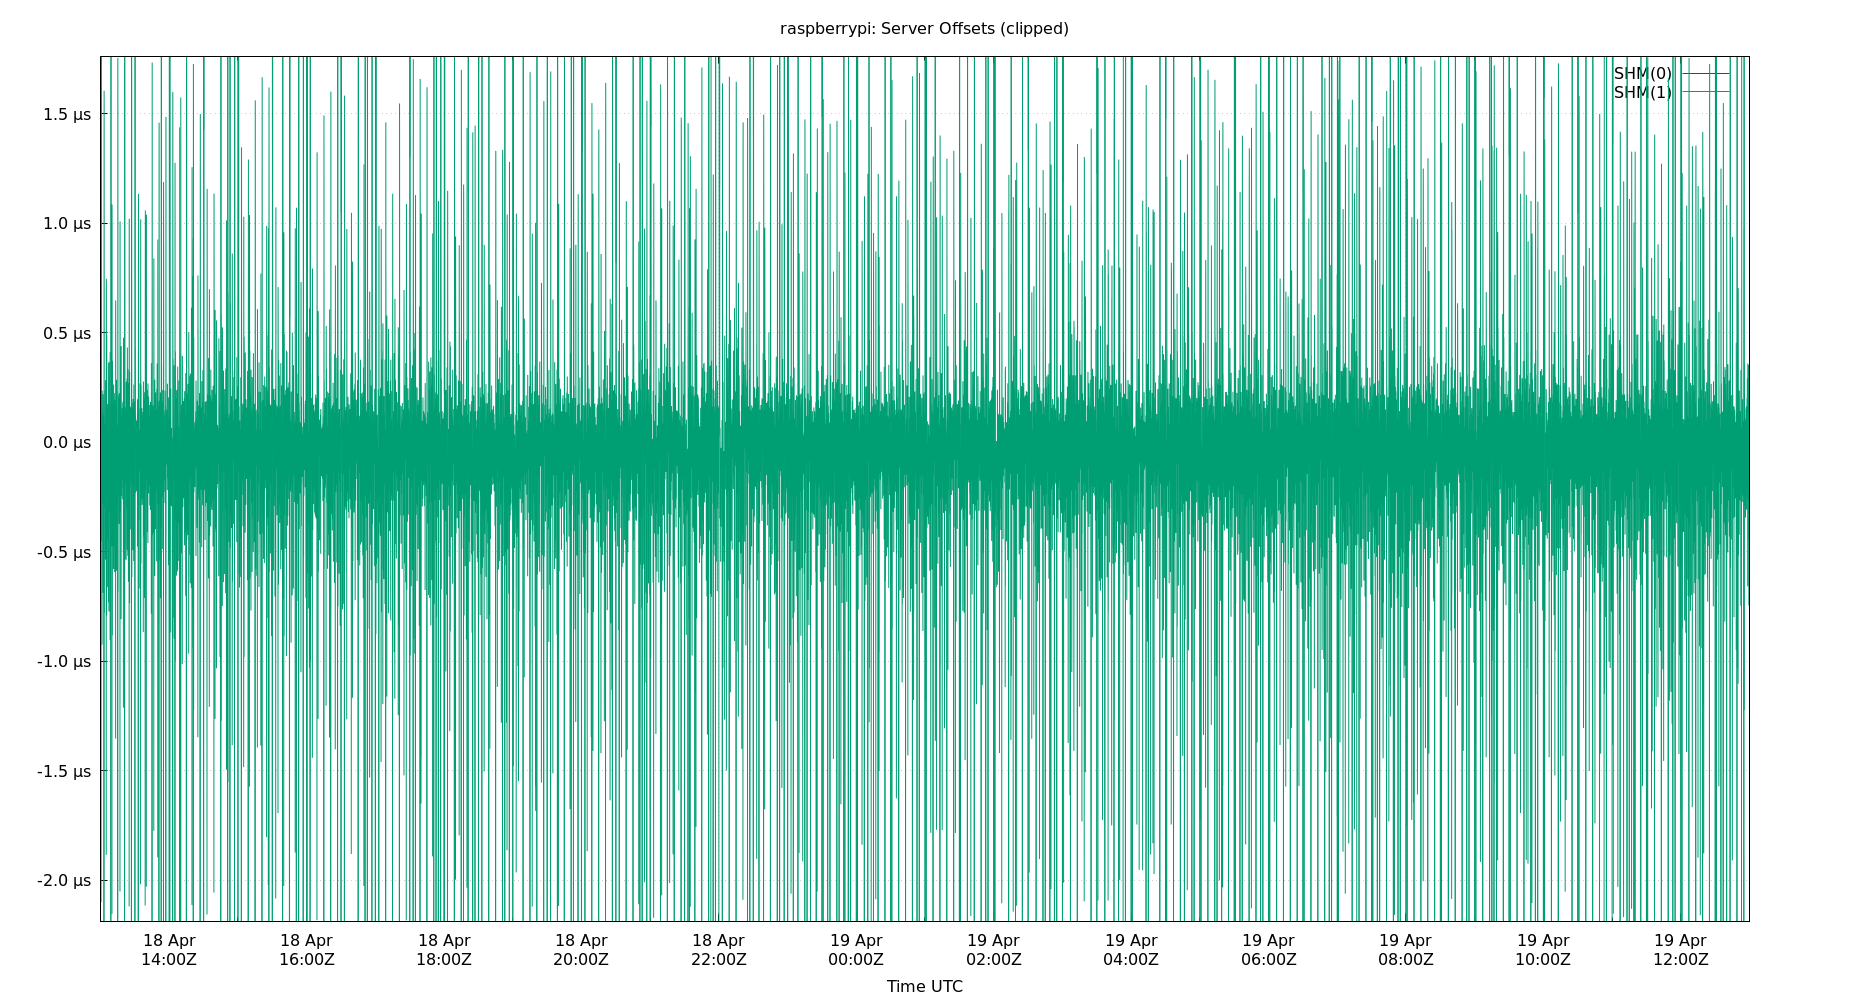 raspberrypi: Server Offsets (clipped)
SHM(0)
SHM(1)
1.5 µs
1.0 µs
0.5 µs
0.0 µs
-0.5 µs
-1.0 µs
-1.5 µs
-2.0 µs
18 Apr 18 Apr 18 Apr 18 Apr 18 Apr 19 Apr 19 Apr 19 Apr 19 Apr 19 Apr 19 Apr 19 Apr
14:00Z 16:00Z 18:00Z 20:00Z 22:00Z 00:00Z 02:00Z 04:00Z 06:00Z 08:00Z 10:00Z 12:00Z
Time UTC